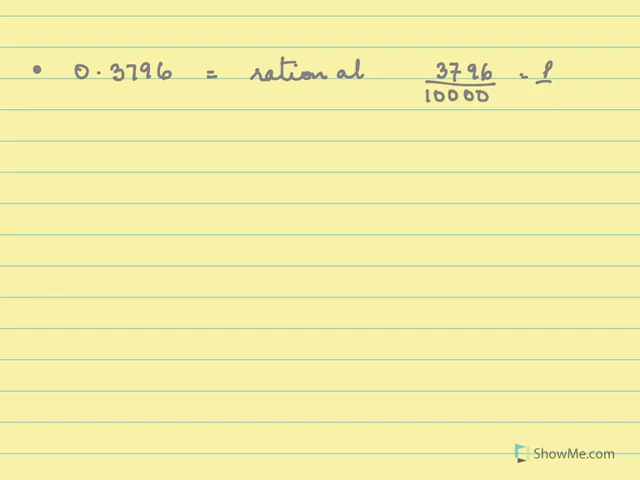 • 0.3796 = rational 3796/10000 = p
ShowMe.com